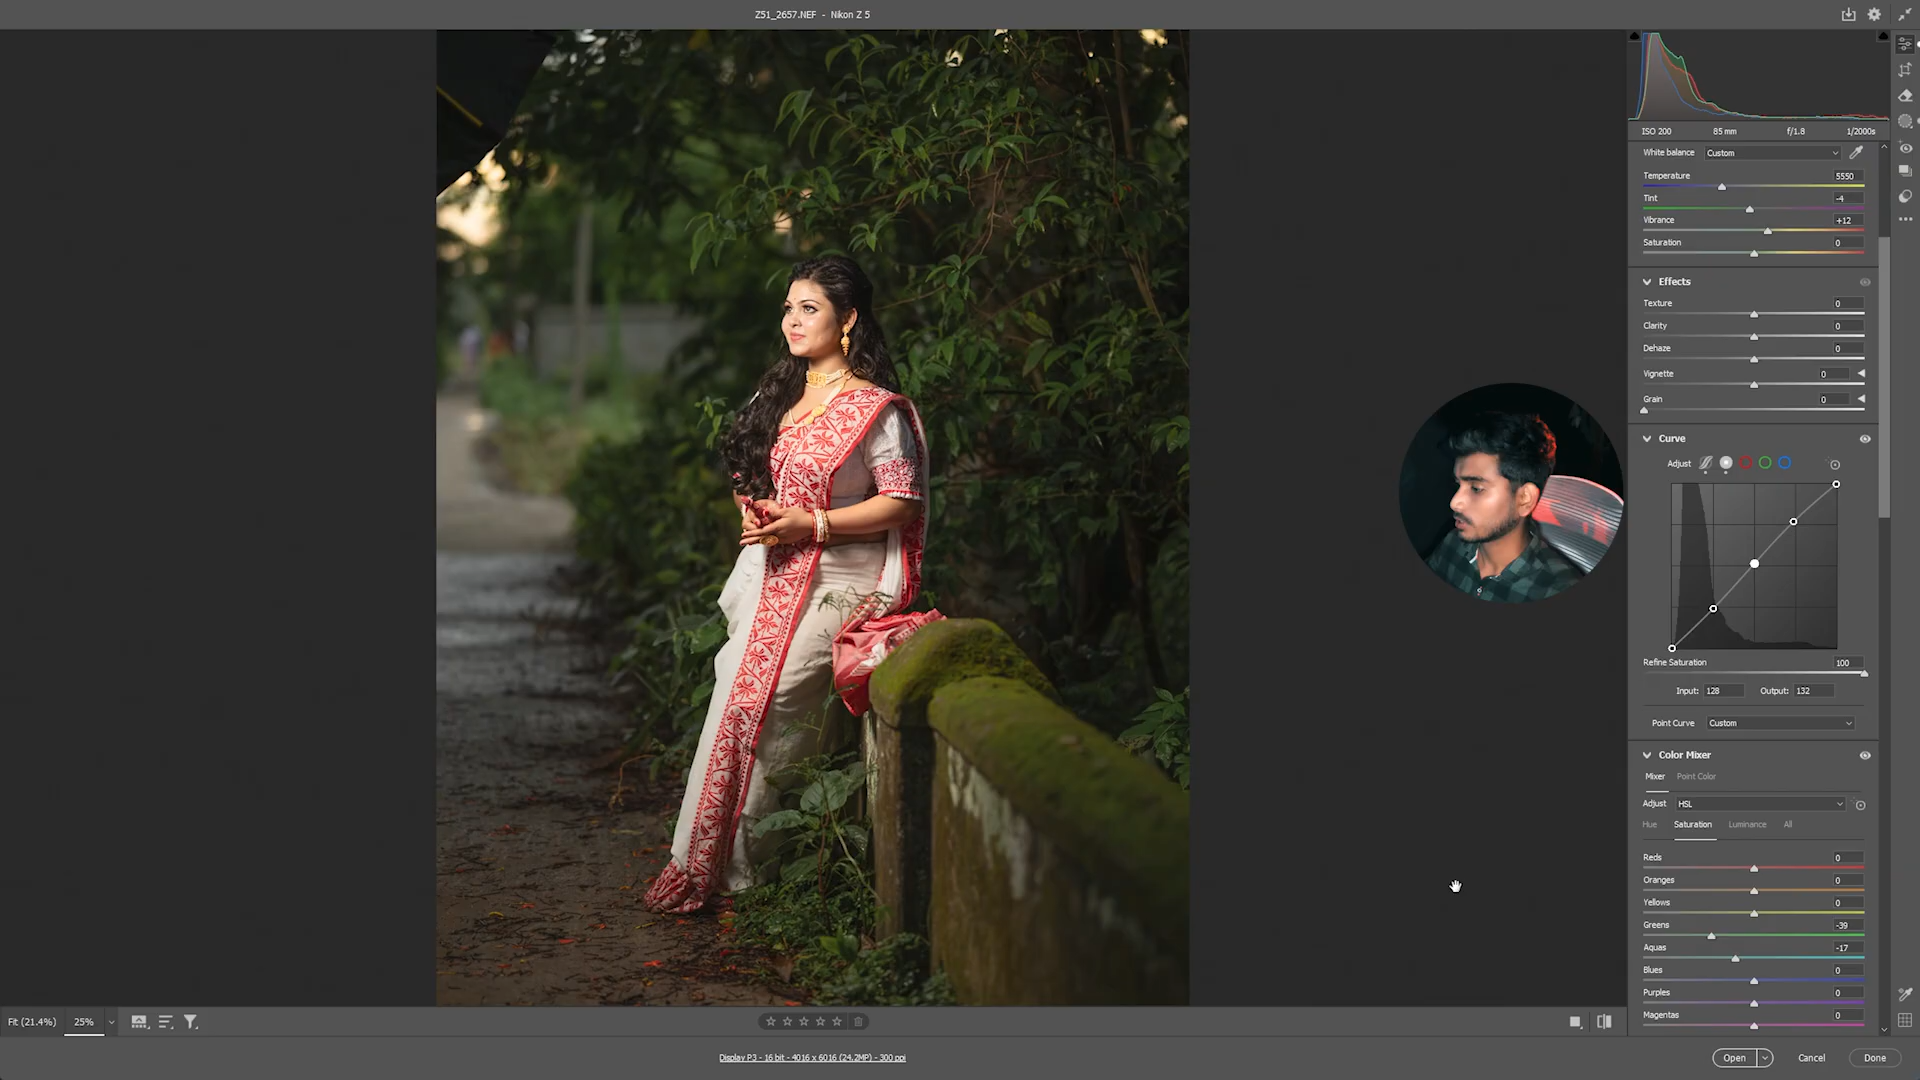 Z51_2657.NEF - Nikon Z 5
ISO 200 85 mm f/1.8 1/2000s
White balance Custom
Temperature 5550
Tint -4
Vibrance +12
Saturation 0
Effects
Texture 0
Clarity 0
Dehaze 0
Vignette 0
Grain 0
Curve
Adjust
Refine Saturation 100
Input: 128 Output: 132
Point Curve Custom
Color Mixer
Mixer Point Color
Adjust HSL
Hue Saturation Luminance All
Reds 0
Oranges 0
Yellows 0
Greens -39
Aquas -17
Blues 0
Purples 0
Magentas 0
Fit (21.4%) 25%
Display P3 - 16 bit - 4016 x 6016 (24.2MP) - 300 ppi
Open Cancel Done